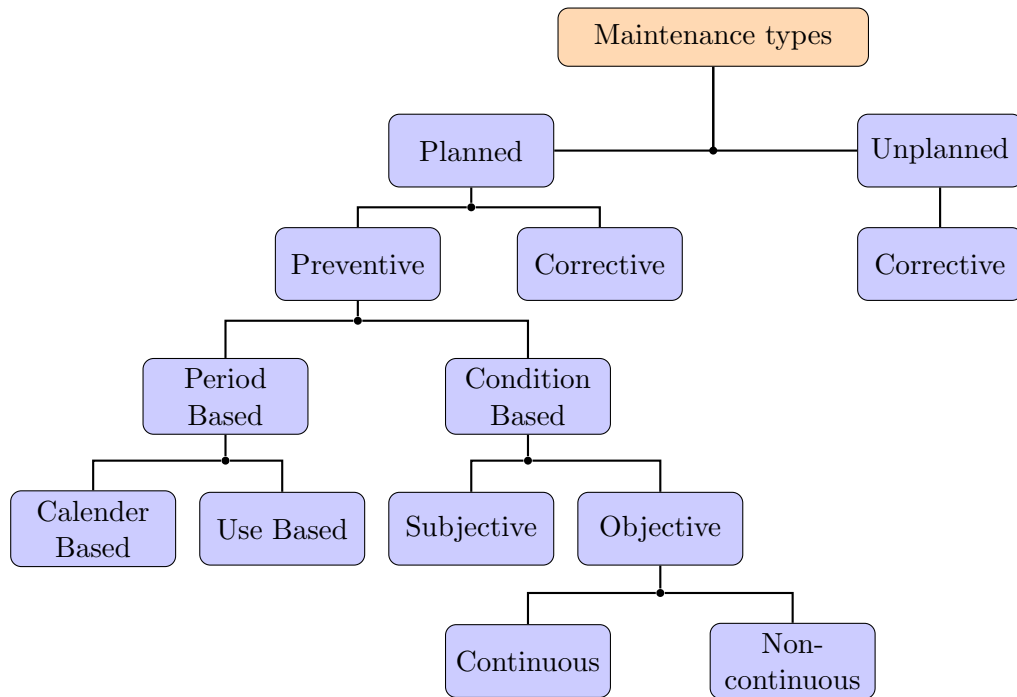 Maintenance types
Planned
Unplanned
Preventive
Corrective
Corrective
Period
Based
Condition
Based
Calender
Based
Use Based
Subjective
Objective
Continuous
Non-
continuous